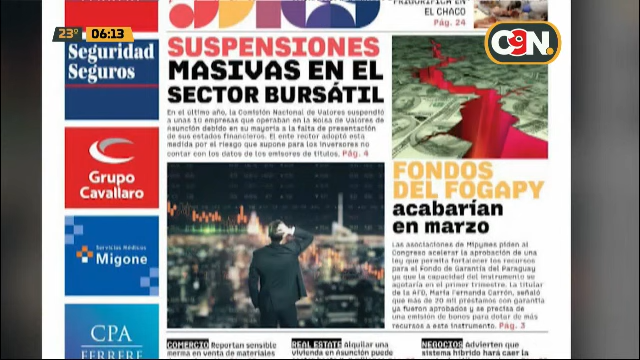 23° 06:13
C9N.
FRIGORÍFICA EN
EL CHACO
Pág. 24
Seguridad
Seguros
Grupo
Cavallaro
Servicios Médicos
Migone
CPA
FERRERE
SUSPENSIONES
MASIVAS EN EL
SECTOR BURSÁTIL
En el último año, la Comisión Nacional de Valores suspendió
a unas 10 empresas que operaban en la Bolsa de Valores de
Asunción debido en su mayoría a la falta de presentación
de sus estados financieros. El ente rector adoptó esta
medida por el riesgo que supone para los inversores no
contar con los datos de los emisores de títulos. Pág. 4
FONDOS
DEL FOGAPY
acabarían
en marzo
Las asociaciones de Mipymes piden al
Congreso acelerar la aprobación de una
ley que permita fortalecer los recursos
para el Fondo de Garantía del Paraguay
ya que la capacidad del instrumento se
agotaría en el primer trimestre. La titular
de la AFD, María Fernanda Carrón, señaló
que más de 20 mil préstamos con garantía
ya fueron aprobados y se precisa de
una emisión de bonos para dotar de más
recursos a este instrumento. Pág. 3
COMERCIO Reportan sensible
merma en venta de materiales
REAL ESTATE Alquilar una
vivienda en Asunción puede
NEGOCIOS Advierten que
sistema híbrido hará caer la